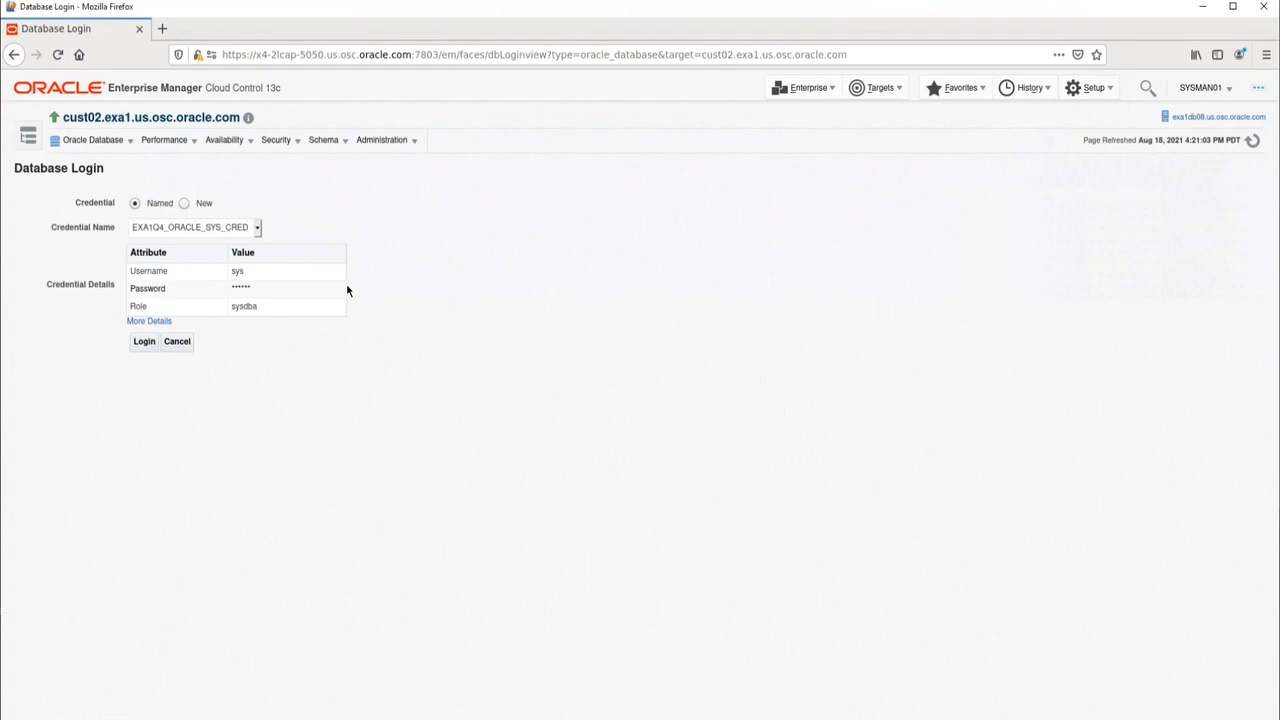 Database Login - Mozilla Firefox
Database Login
https://x4-2lcap-5050.us.osc.oracle.com:7803/em/faces/dbLoginview?type=oracle_database&target=cust02.exa1.us.osc.oracle.com
ORACLE Enterprise Manager Cloud Control 13c
Enterprise Targets Favorites History Setup SYSMAN01
cust02.exa1.us.osc.oracle.com
exa1db08.us.osc.oracle.com
Oracle Database Performance Availability Security Schema Administration
Page Refreshed Aug 18, 2021 4:21:03 PM PDT
Database Login
Credential Named New
Credential Name EXA1Q4_ORACLE_SYS_CRED
Attribute Value
Username sys
Credential Details
Password ******
Role sysdba
More Details
Login Cancel